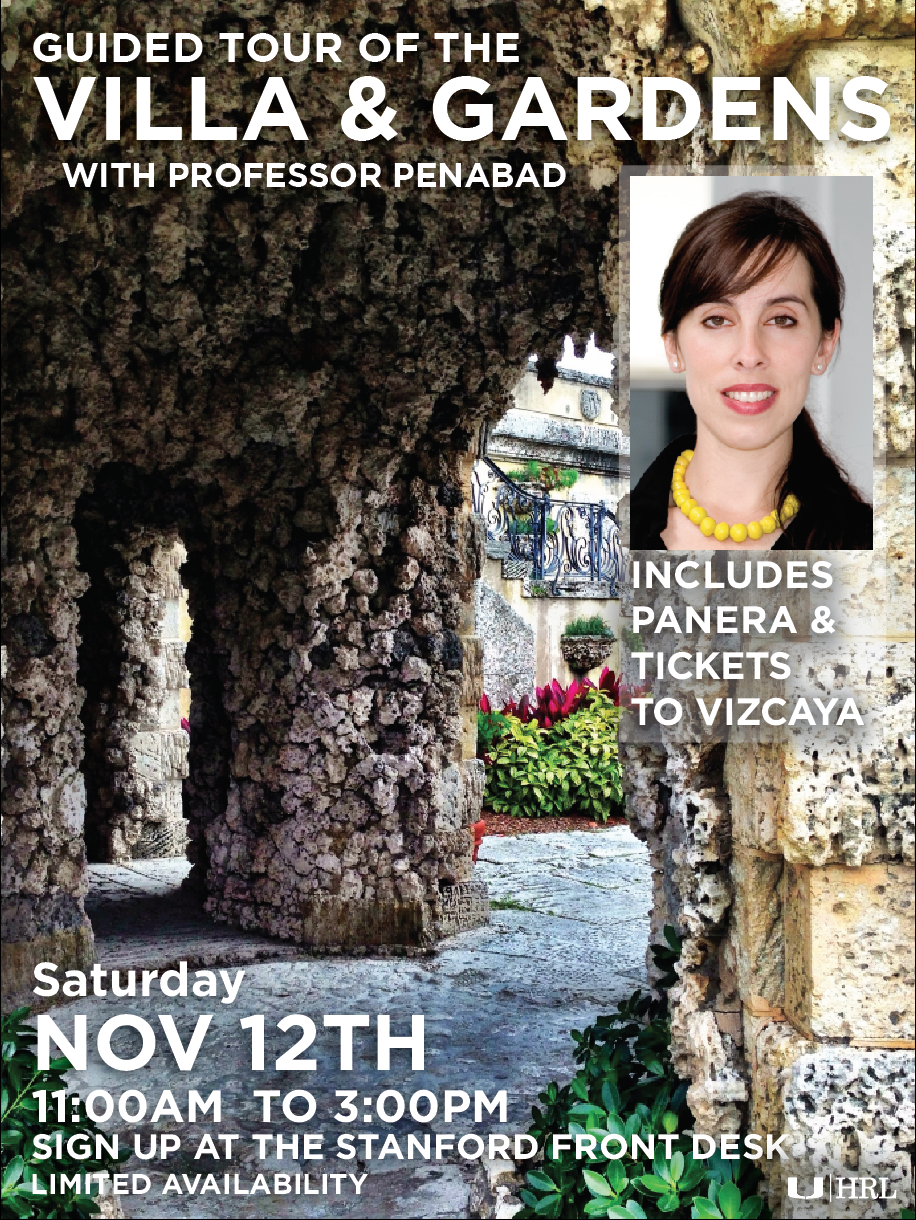 GUIDED TOUR OF THE
VILLA & GARDENS
WITH PROFESSOR PENABAD
INCLUDES
PANERA &
TICKETS
TO VIZCAYA
Saturday
NOV 12TH
11:00AM TO 3:00PM
SIGN UP AT THE STANFORD FRONT DESK
LIMITED AVAILABILITY
U | HRL